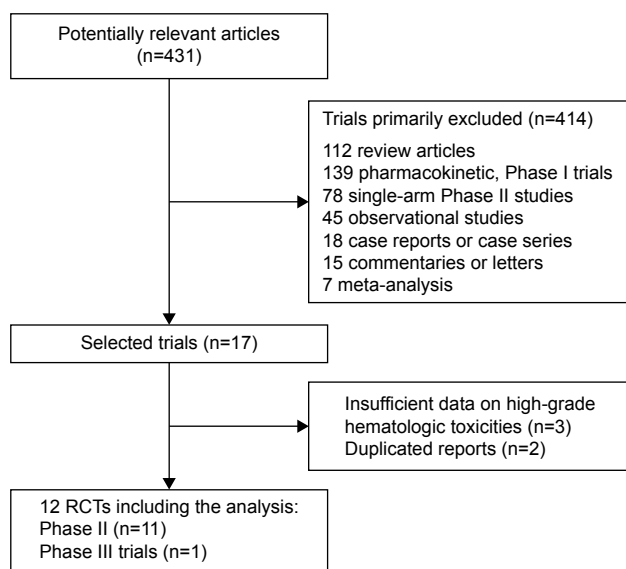 Potentially relevant articles
(n=431)
Trials primarily excluded (n=414)
112 review articles
139 pharmacokinetic, Phase I trials
78 single-arm Phase II studies
45 observational studies
18 case reports or case series
15 commentaries or letters
7 meta-analysis
Selected trials (n=17)
Insufficient data on high-grade
hematologic toxicities (n=3)
Duplicated reports (n=2)
12 RCTs including the analysis:
Phase II (n=11)
Phase III trials (n=1)